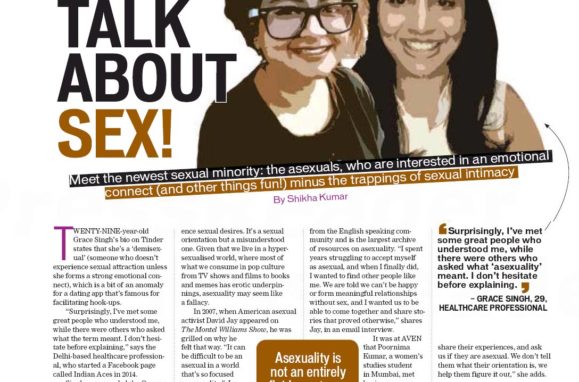 TALK
ABOUT
SEX!
Meet the newest sexual minority: the asexuals, who are interested in an emotional
connect (and other things fun!) minus the trappings of sexual intimacy
By Shikha Kumar
TWENTY-NINE-year-old
Grace Singh's bio on Tinder
states that she's a 'demisex-
ual' (someone who doesn't
experience sexual attraction unless
she forms a strong emotional con-
nect), which is a bit of an anomaly
for a dating app that's famous for
facilitating hook-ups.
"Surprisingly, I've met some
great people who understood me,
while there were others who asked
what the term meant. I don't hesi-
tate before explaining," says the
Delhi-based healthcare profession-
al, who started a Facebook page
called Indian Aces in 2014.
ence sexual desires. It's a sexual
orientation but a misunderstood
one. Given that we live in a hyper-
sexualised world, where most of
what we consume in pop culture
from TV shows and films to books
and memes has erotic underpin-
nings, asexuality may seem like
a fallacy.
In 2007, when American asexual
activist David Jay appeared on
The Montel Williams Show, he was
grilled on why he
felt that way. "It can
be difficult to be an
asexual in a world
that's so focused
from the English speaking com-
munity and is the largest archive
of resources on asexuality. "I spent
years struggling to accept myself
as asexual, and when I finally did,
I wanted to find other people like
me. We are told we can't be happy
or form meaningful relationships
without sex, and I wanted us to be
able to come together and share sto-
ries that proved otherwise," shares
Jay, in an email interview.
It was at AVEN
that Poornima
Kumar, a women's
studies student
in Mumbai, met
Asexuality is
not an entirely
"Surprisingly, I've met
some great people who
understood me, while
there were others who
asked what 'asexuality'
meant. I don't hesitate
before explaining."
– GRACE SINGH, 29,
HEALTHCARE PROFESSIONAL
share their experiences, and ask
us if they are asexual. We don't tell
them what their orientation is, we
help them figure it out," she adds.